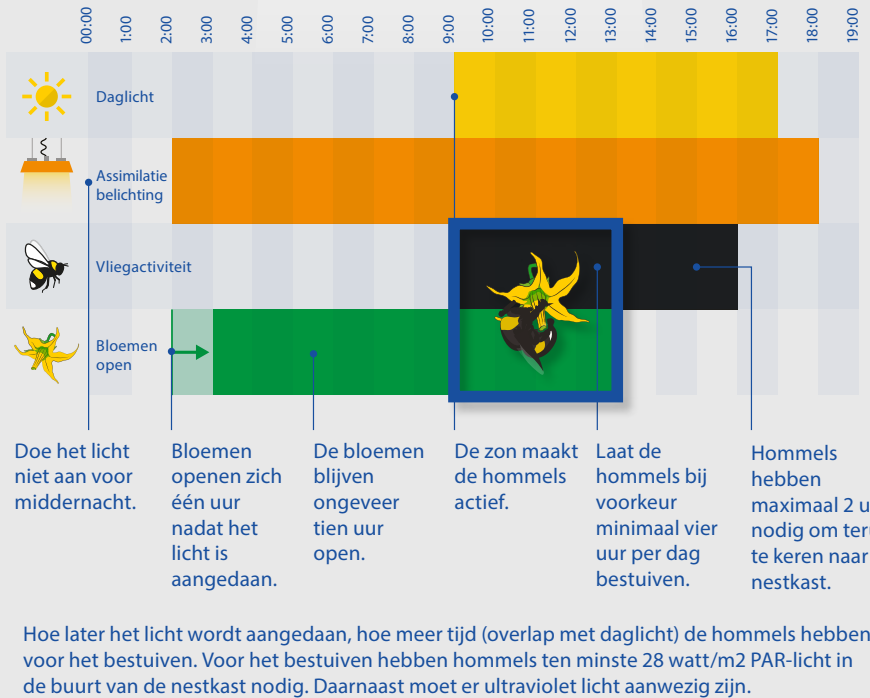 00:00 1:00 2:00 3:00 4:00 5:00 6:00 7:00 8:00 9:00 10:00 11:00 12:00 13:00 14:00 15:00 16:00 17:00 18:00 19:00
Daglicht
Assimilatie
belichting
Vliegactiviteit
Bloemen
open
Doe het licht
niet aan voor
middernacht.
Bloemen
openen zich
één uur
nadat het
licht is
aangedaan.
De bloemen
blijven
ongeveer
tien uur
open.
De zon maakt
de hommels
actief.
Laat de
hommels bij
voorkeur
minimaal vier
uur per dag
bestuiven.
Hommels
hebben
maximaal 2 u
nodig om teru
te keren naar
nestkast.
Hoe later het licht wordt aangedaan, hoe meer tijd (overlap met daglicht) de hommels hebben
voor het bestuiven. Voor het bestuiven hebben hommels ten minste 28 watt/m2 PAR-licht in
de buurt van de nestkast nodig. Daarnaast moet er ultraviolet licht aanwezig zijn.